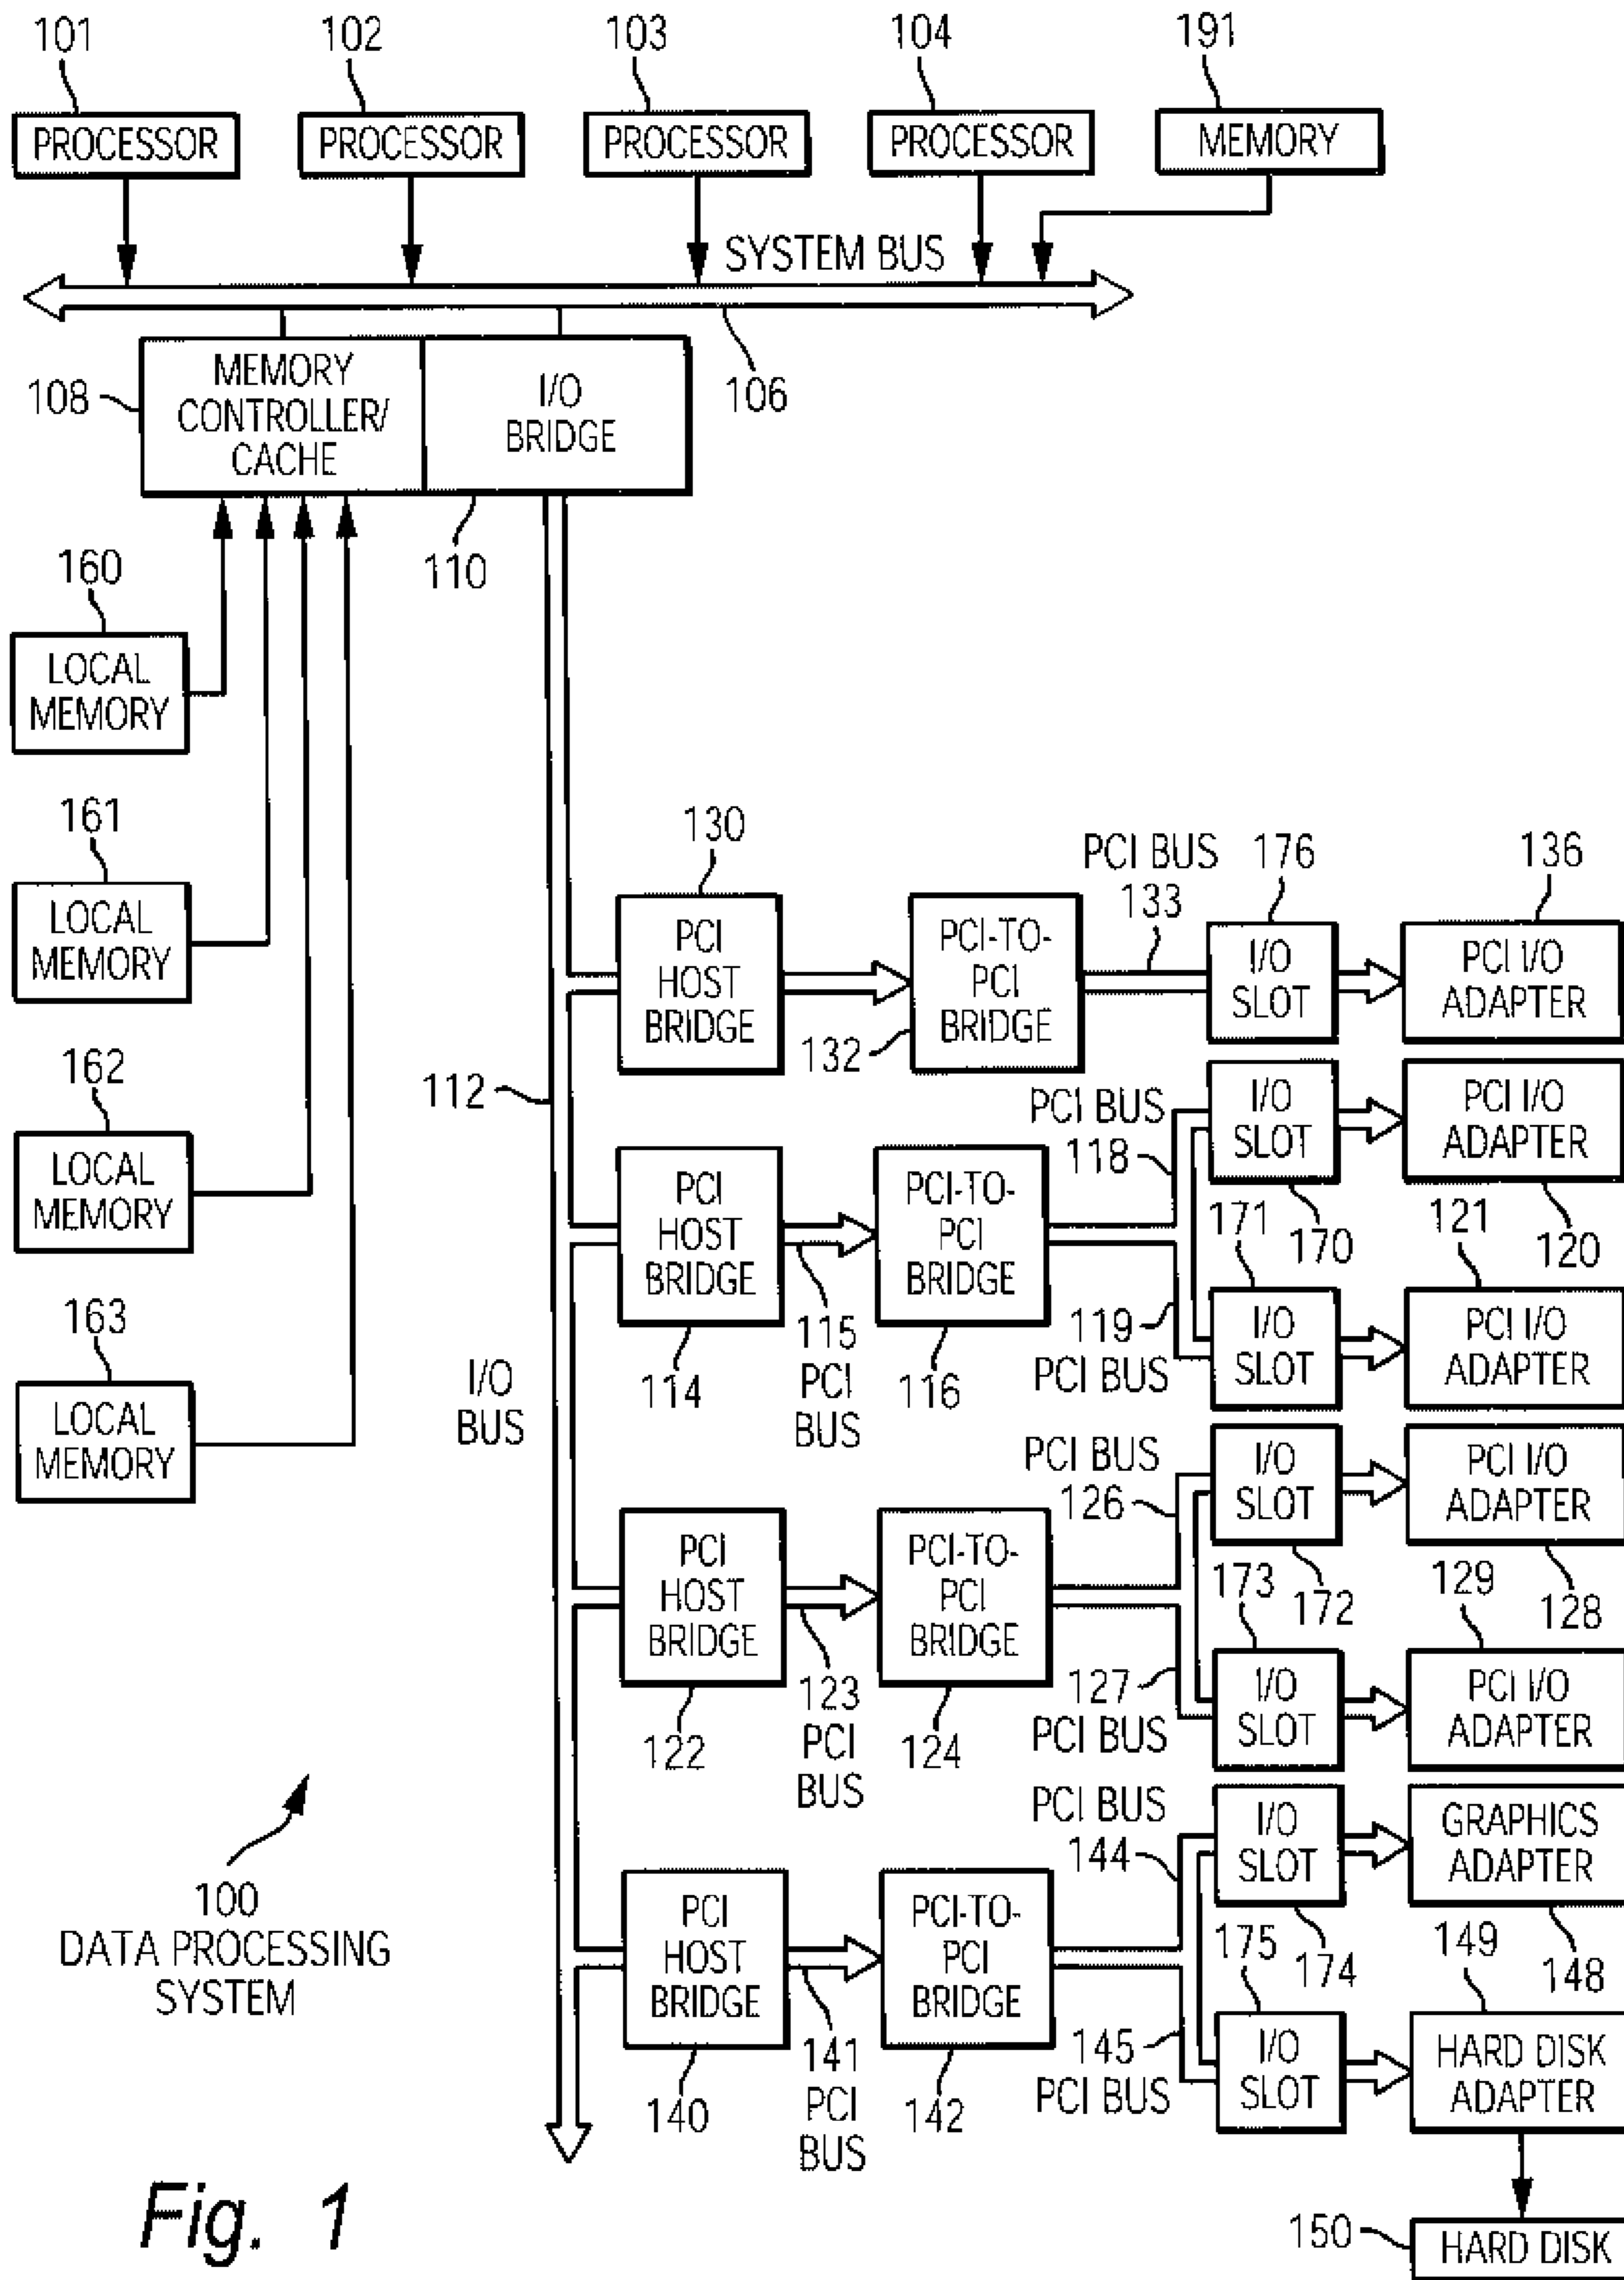 101
102
103
104
191
PROCESSOR
PROCESSOR
PROCESSOR
PROCESSOR
MEMORY
SYSTEM BUS
106
108
MEMORY
CONTROLLER/
CACHE
I/O
BRIDGE
110
160
LOCAL
MEMORY
161
LOCAL
MEMORY
162
LOCAL
MEMORY
163
LOCAL
MEMORY
112
I/O
BUS
130
PCI
HOST
BRIDGE
PCI-TO-
PCI
BRIDGE
132
PCI BUS
133
176
I/O
SLOT
136
PCI I/O
ADAPTER
PCI
HOST
BRIDGE
114
115
PCI
BUS
PCI-TO-
PCI
BRIDGE
116
PCI BUS
118
I/O
SLOT
170
PCI I/O
ADAPTER
120
119
PCI BUS
171
I/O
SLOT
121
PCI I/O
ADAPTER
PCI
HOST
BRIDGE
122
123
PCI
BUS
PCI-TO-
PCI
BRIDGE
124
PCI BUS
126
I/O
SLOT
172
PCI I/O
ADAPTER
128
127
PCI BUS
173
I/O
SLOT
129
PCI I/O
ADAPTER
PCI
HOST
BRIDGE
140
141
PCI
BUS
PCI-TO-
PCI
BRIDGE
142
PCI BUS
144
I/O
SLOT
174
GRAPHICS
ADAPTER
148
145
PCI BUS
175
I/O
SLOT
149
HARD DISK
ADAPTER
150
HARD DISK
100
DATA PROCESSING
SYSTEM
Fig. 1